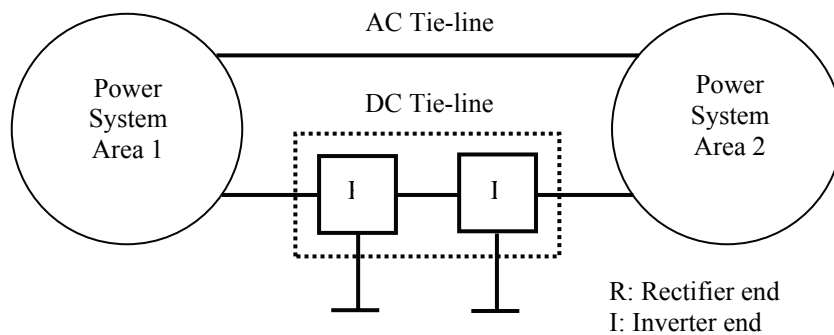 AC Tie-line
Power
System
Area 1
Power
System
Area 2
DC Tie-line
I
R: Rectifier end
I: Inverter end